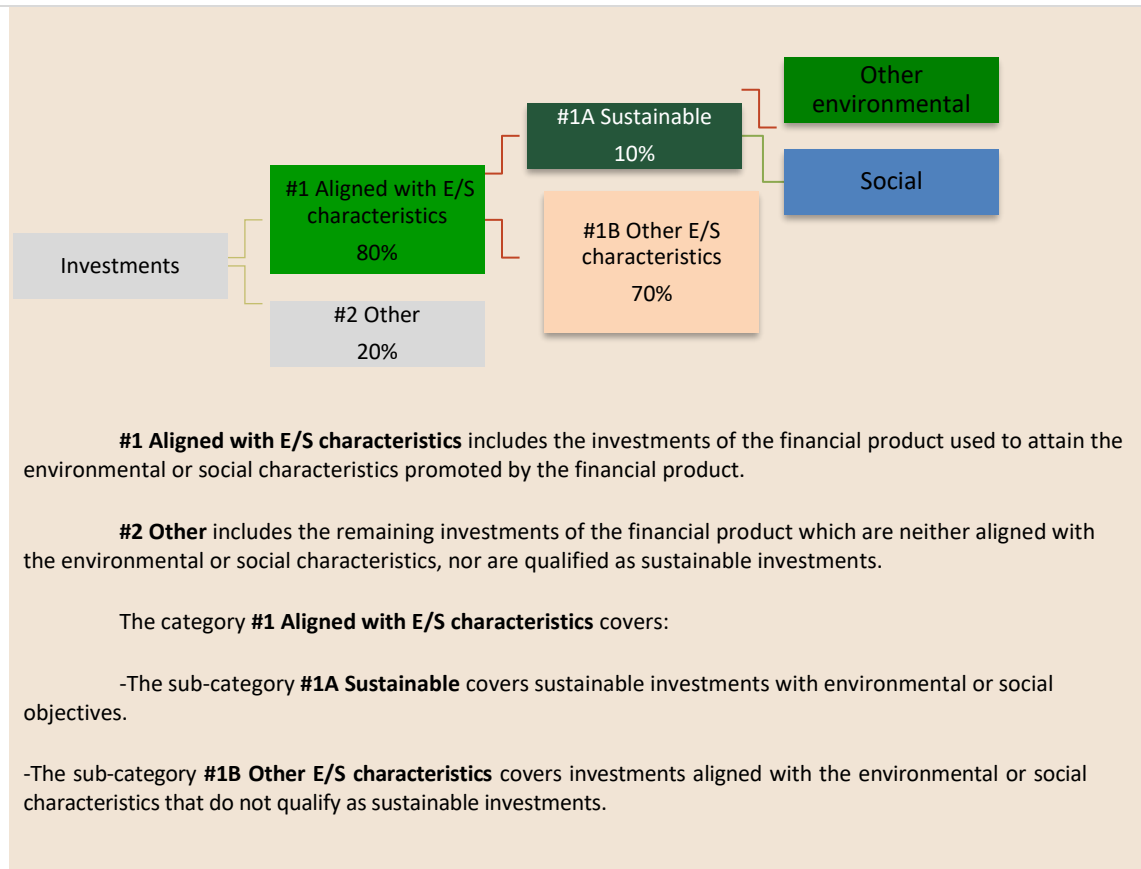 Other
environmental
#1A Sustainable
10%
Social
#1 Aligned with E/S
characteristics
80%
#1B Other E/S
characteristics
70%
Investments
#2 Other
20%
#1 Aligned with E/S characteristics includes the investments of the financial product used to attain the
environmental or social characteristics promoted by the financial product.
#2 Other includes the remaining investments of the financial product which are neither aligned with
the environmental or social characteristics, nor are qualified as sustainable investments.
The category #1 Aligned with E/S characteristics covers:
-The sub-category #1A Sustainable covers sustainable investments with environmental or social
objectives.
-The sub-category #1B Other E/S characteristics covers investments aligned with the environmental or social
characteristics that do not qualify as sustainable investments.